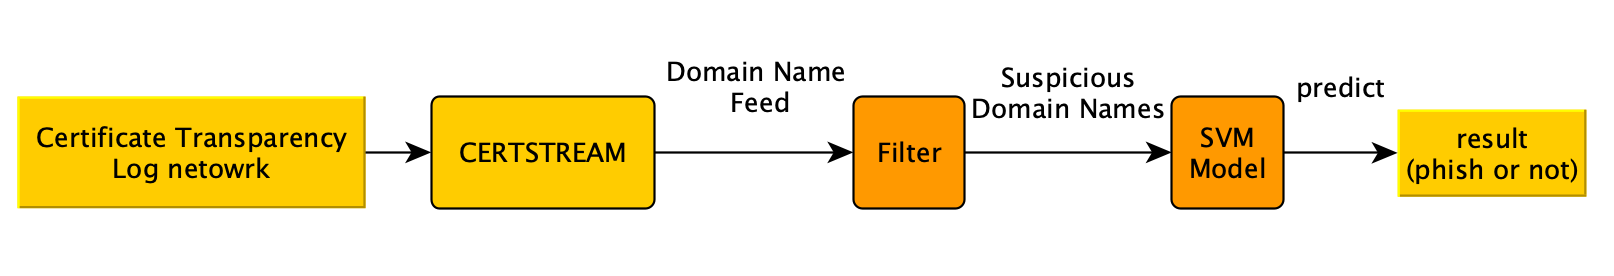 Certificate Transparency
Log netowrk
CERTSTREAM
Domain Name
Feed
Filter
Suspicious
Domain Names
SVM
Model
predict
result
(phish or not)